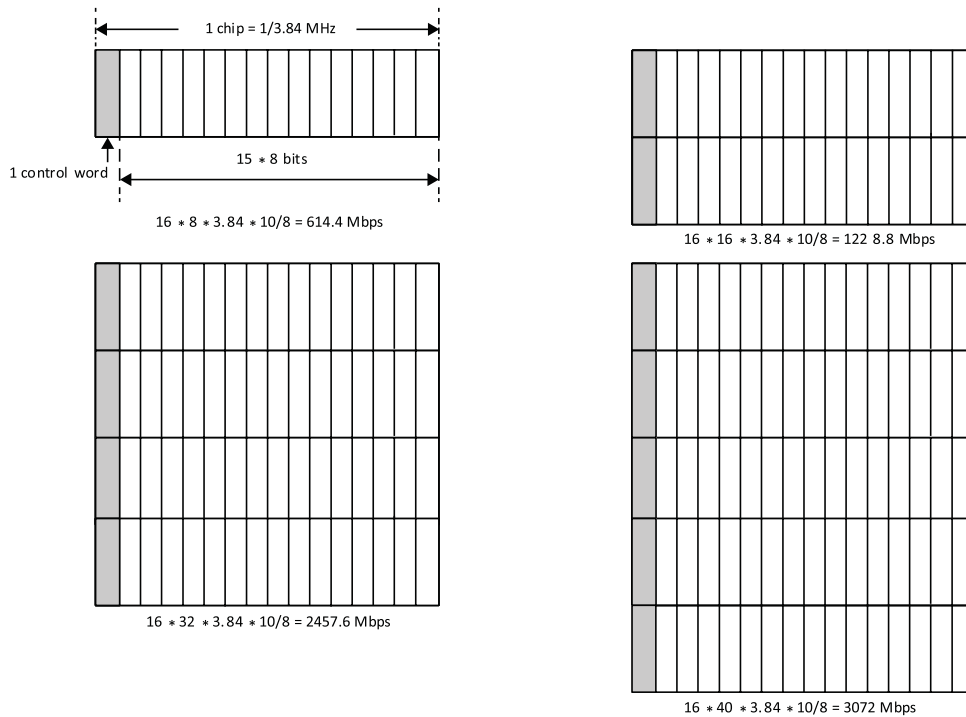 1 chip = 1/3.84 MHz
1 control word
15 * 8 bits
16 * 8 * 3.84 * 10/8 = 614.4 Mbps
16 * 16 * 3.84 * 10/8 = 122 8.8 Mbps
16 * 32 * 3.84 * 10/8 = 2457.6 Mbps
16 * 40 * 3.84 * 10/8 = 3072 Mbps